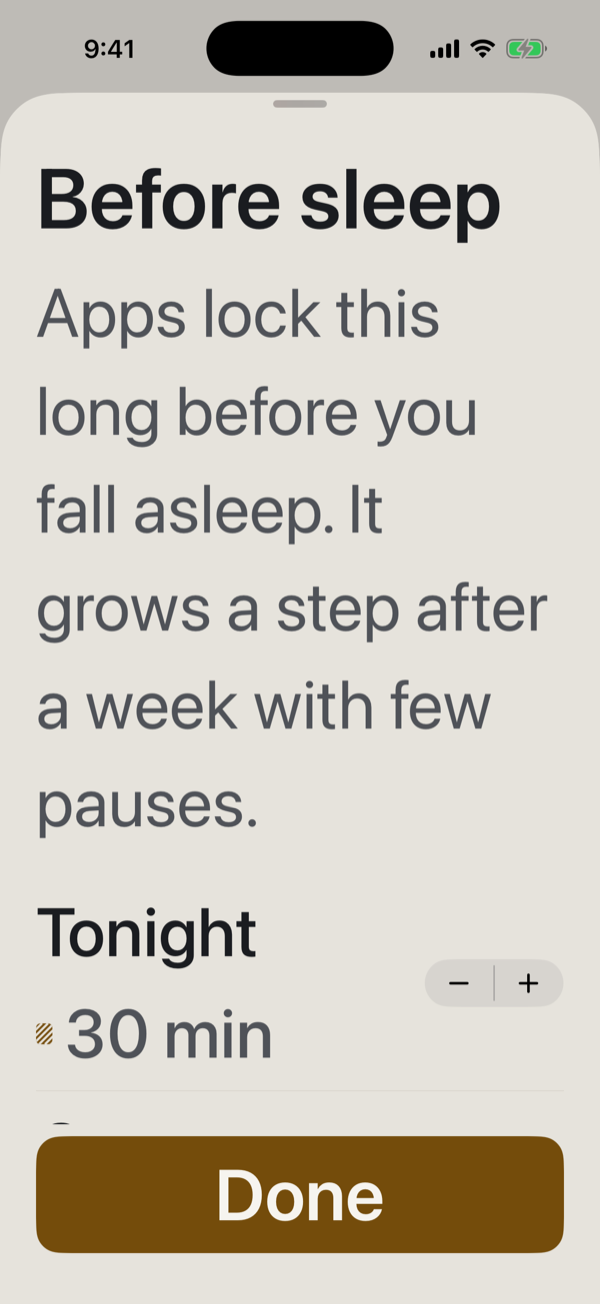 9:41
Before sleep
Apps lock this
long before you
fall asleep. It
grows a step after
a week with few
pauses.
Tonight
30 min
Done